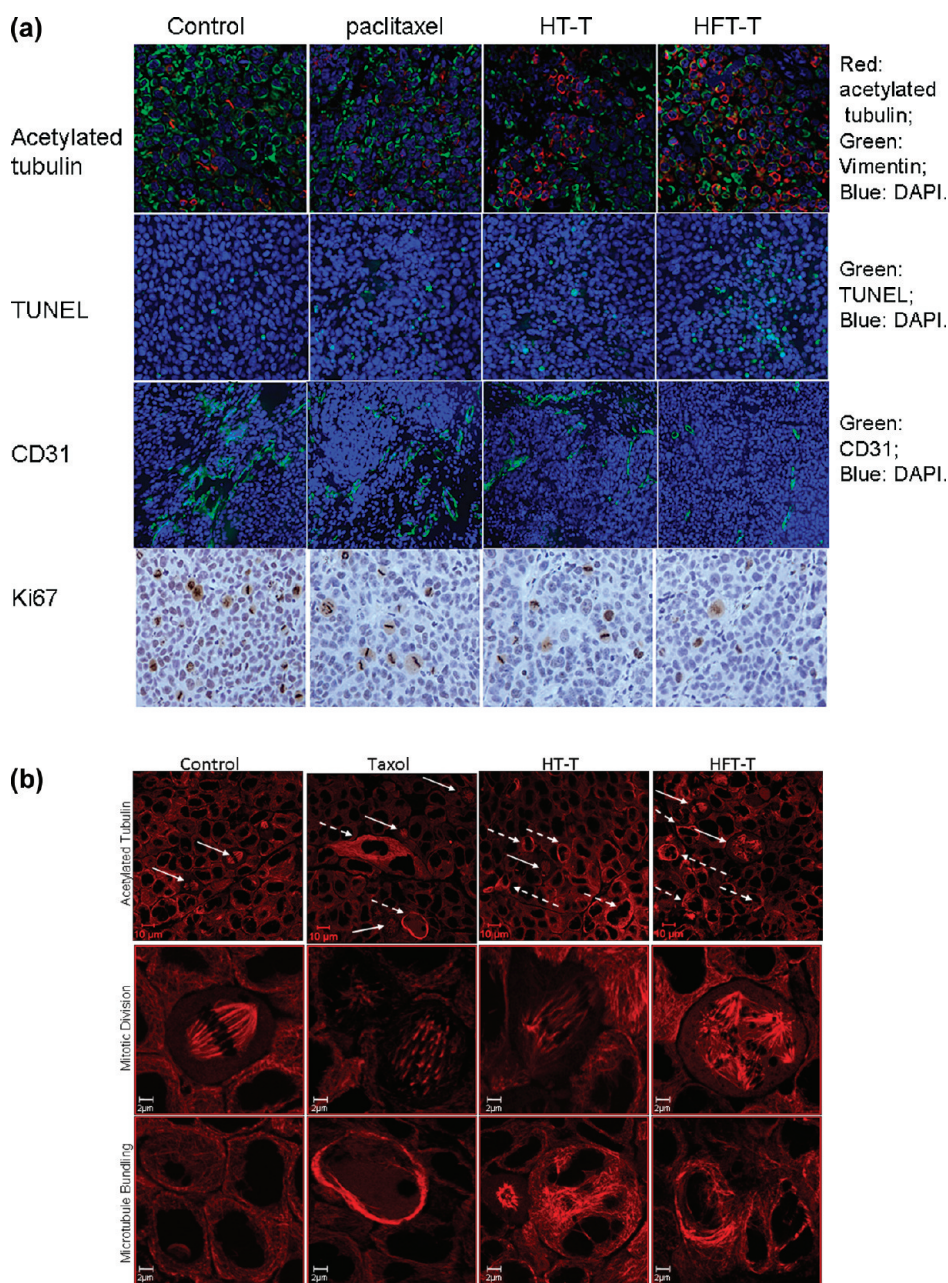 (a)
Control paclitaxel HT-T HFT-T
Acetylated
tubulin
Red:
acetylated
tubulin;
Green:
Vimentin;
Blue: DAPI.
TUNEL
Green:
TUNEL;
Blue: DAPI.
CD31
Green:
CD31;
Blue: DAPI.
Ki67
(b)
Control Taxol HT-T HFT-T
Acetylated Tubulin
10 µm 10 µm 10 µm 10 µm
Mitotic Division
2µm 2µm 2µm 2µm
Microtubule Bundling
2µm 2µm 2µm 2µm